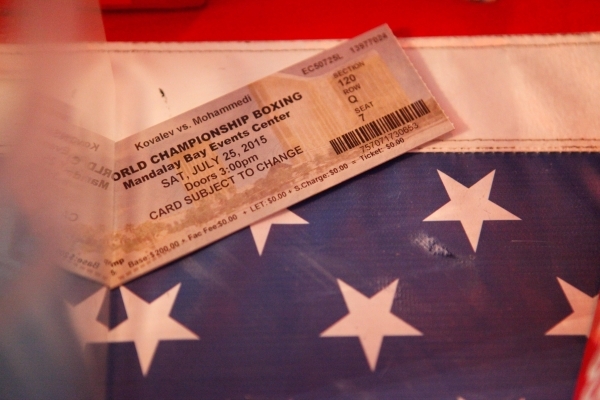 EC50725L 13977024
Kovalev vs. Mohammedi
WORLD CHAMPIONSHIP BOXING
Mandalay Bay Events Center
SAT, JULY 25, 2015
Doors 3:00pm
CARD SUBJECT TO CHANGE
Base $200.00 + Fac Fee:$0.00 + LET: $0.00 + S.Charge:$0.00 = Ticket: $0.00
SECTION
120
ROW
Q
SEAT
7